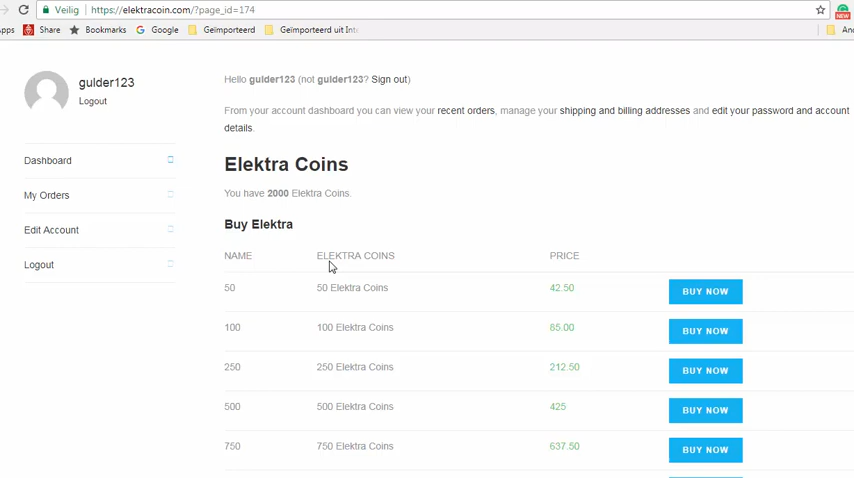 Veilig https://elektracoin.com/?page_id=174
Share Bookmarks Google Geïmporteerd Geïmporteerd uit
NEW
gulder123
Logout
Dashboard
My Orders
Edit Account
Logout
Hello gulder123 (not gulder123? Sign out)
From your account dashboard you can view your recent orders, manage your shipping and billing addresses and edit your password and account
details.
Elektra Coins
You have 2000 Elektra Coins.
Buy Elektra
NAME ELEKTRA COINS PRICE
50 50 Elektra Coins 42.50 BUY NOW
100 100 Elektra Coins 85.00 BUY NOW
250 250 Elektra Coins 212.50 BUY NOW
500 500 Elektra Coins 425 BUY NOW
750 750 Elektra Coins 637.50 BUY NOW